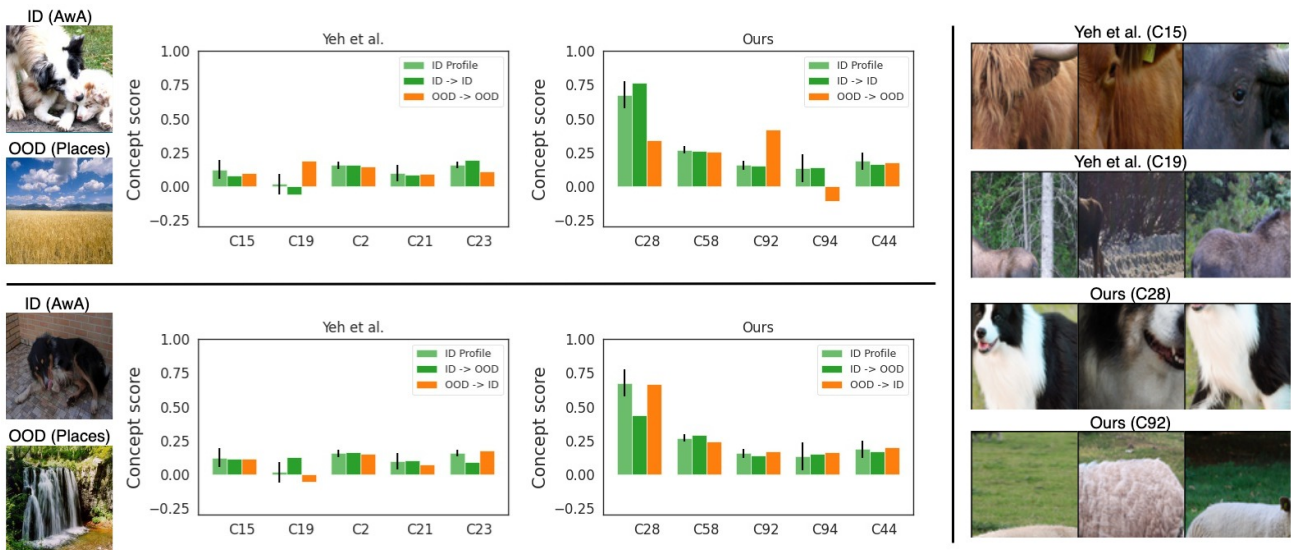 ID (AwA)
OOD (Places)
Yeh et al.
Concept score
1.00
0.75
0.50
0.25
0.00
−0.25
ID Profile
ID -> ID
OOD -> OOD
C15 C19 C2 C21 C23
Ours
Concept score
1.00
0.75
0.50
0.25
0.00
−0.25
ID Profile
ID -> ID
OOD -> OOD
C28 C58 C92 C94 C44
ID (AwA)
OOD (Places)
Yeh et al.
Concept score
1.00
0.75
0.50
0.25
0.00
−0.25
ID Profile
ID -> OOD
OOD -> ID
C15 C19 C2 C21 C23
Ours
Concept score
1.00
0.75
0.50
0.25
0.00
−0.25
ID Profile
ID -> OOD
OOD -> ID
C28 C58 C92 C94 C44
Yeh et al. (C15)
Yeh et al. (C19)
Ours (C28)
Ours (C92)